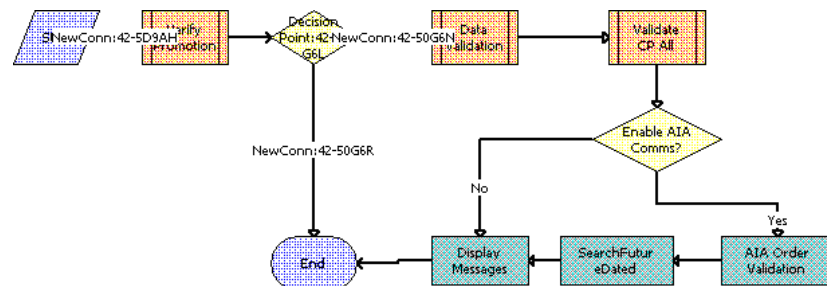 NewConn:42-5D9AH
Verify
Promotion
Decision
Point:42-
G6L
NewConn:42-50G6N
Data
Validation
Validate
CP All
Enable AIA
Comms?
NewConn:42-50G6R
No
Yes
End
Display
Messages
SearchFutur
eDated
AIA Order
Validation